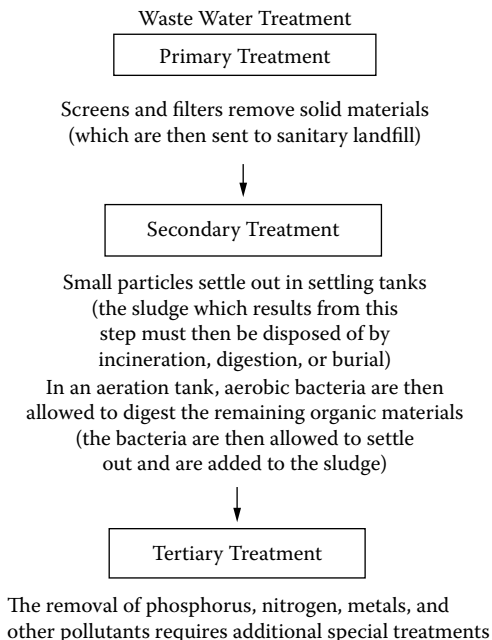 Waste Water Treatment
Primary Treatment
Screens and filters remove solid materials
(which are then sent to sanitary landfill)
Secondary Treatment
Small particles settle out in settling tanks
(the sludge which results from this
step must then be disposed of by
incineration, digestion, or burial)
In an aeration tank, aerobic bacteria are then
allowed to digest the remaining organic materials
(the bacteria are then allowed to settle
out and are added to the sludge)
Tertiary Treatment
The removal of phosphorus, nitrogen, metals, and
other pollutants requires additional special treatments